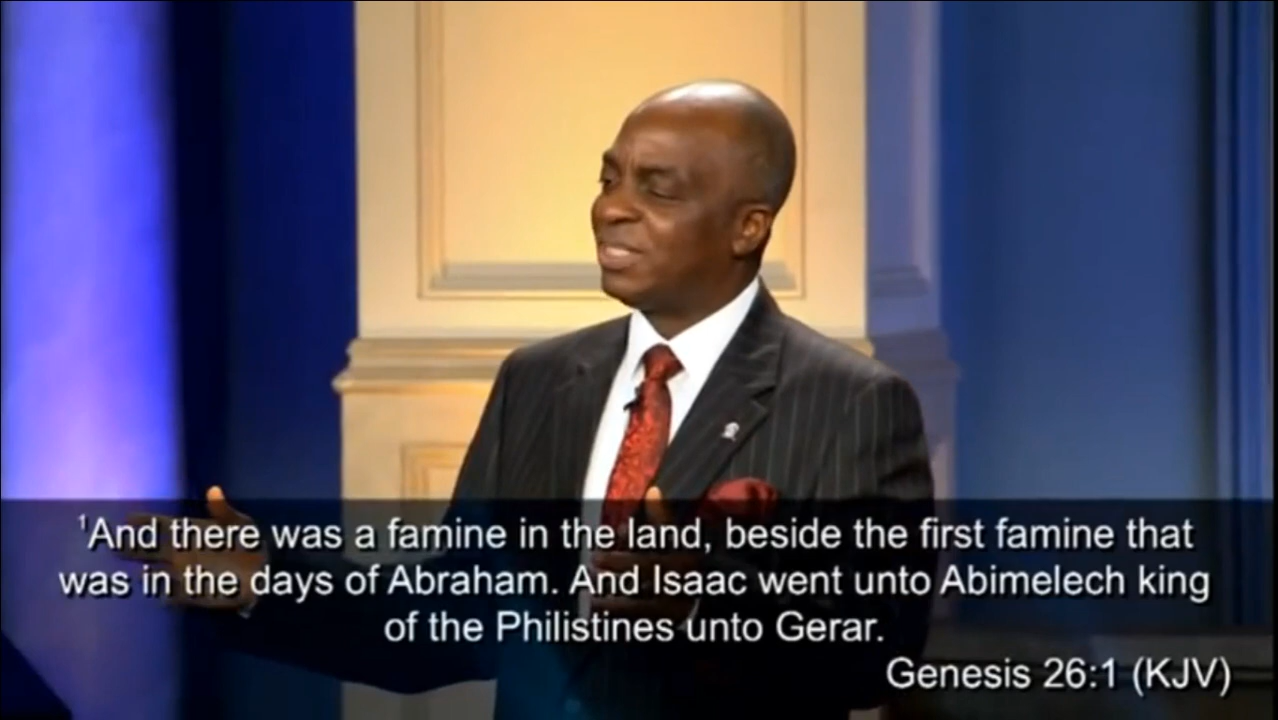 ¹And there was a famine in the land, beside the first famine that
was in the days of Abraham. And Isaac went unto Abimelech king
of the Philistines unto Gerar.
Genesis 26:1 (KJV)